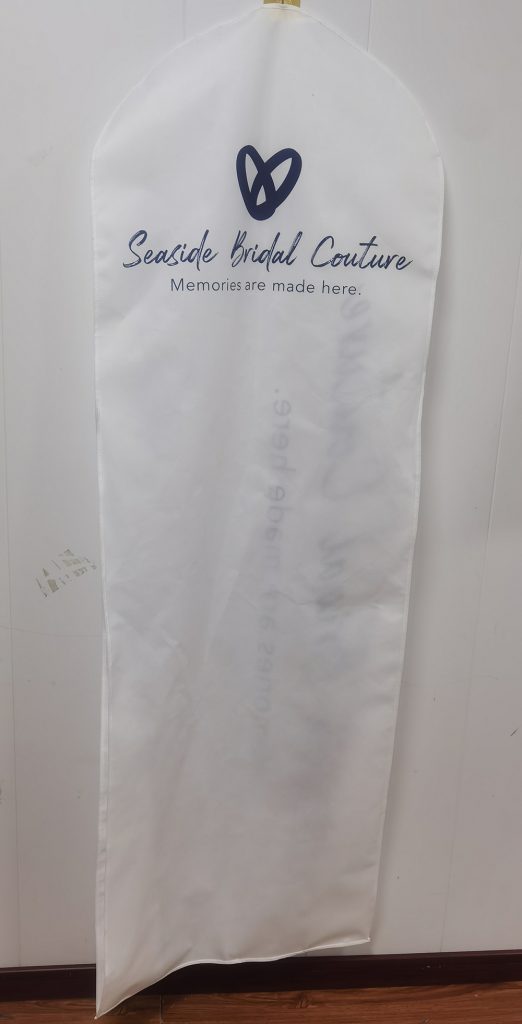 Seaside Bridal Couture
Memories are made here.